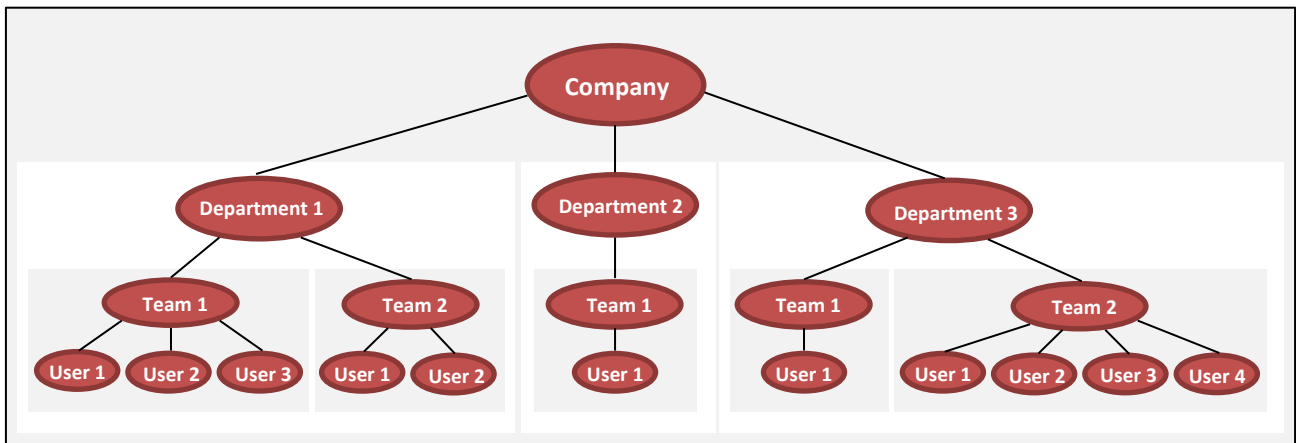 Company
Department 1
Department 2
Department 3
Team 1
Team 2
Team 1
Team 1
Team 2
User 1
User 2
User 3
User 1
User 2
User 1
User 1
User 1
User 2
User 3
User 4